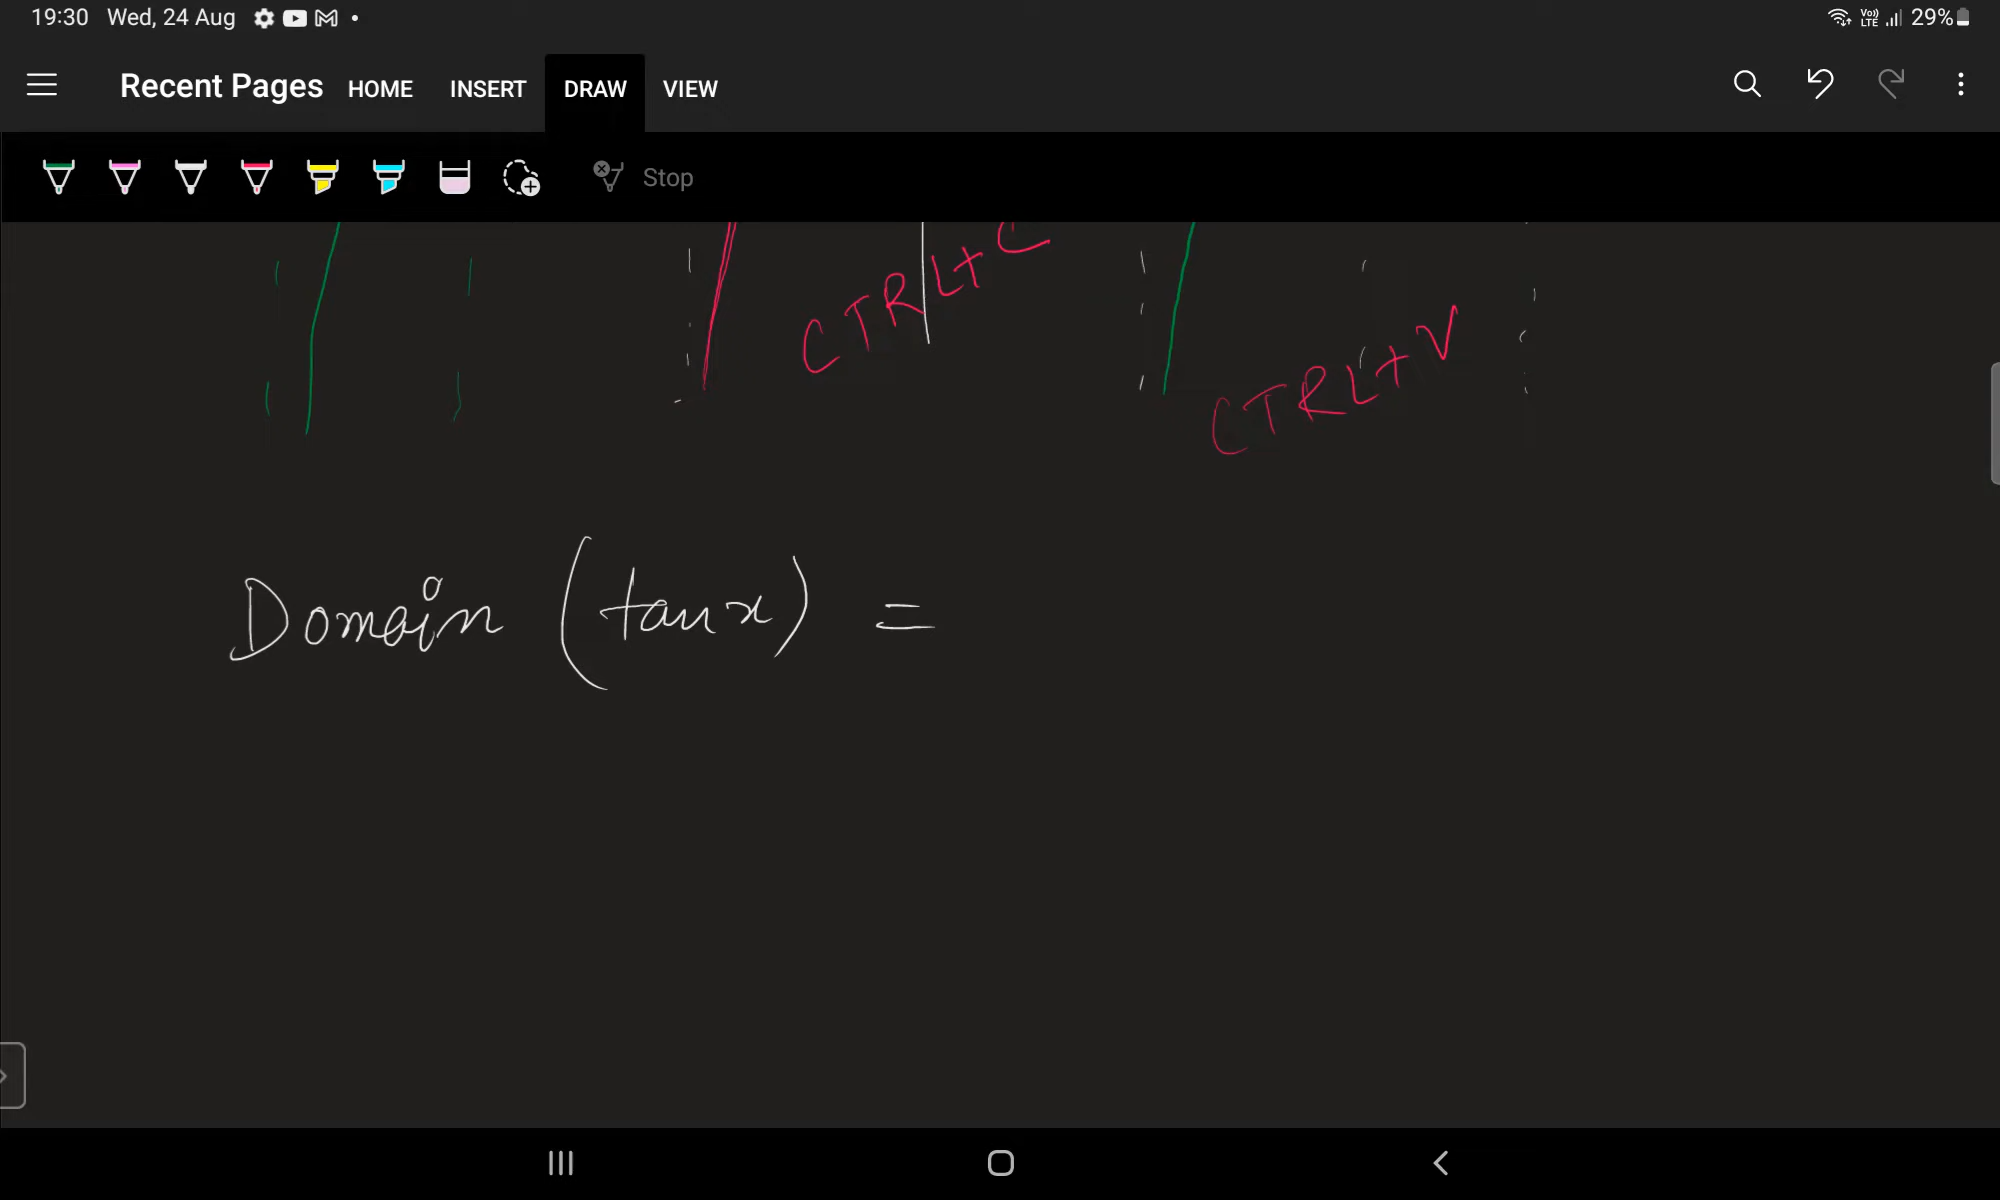 19:30 Wed, 24 Aug 29%
Recent Pages HOME INSERT DRAW VIEW
Stop
CTRL+C
CTRL+V
Domain (tanx) =